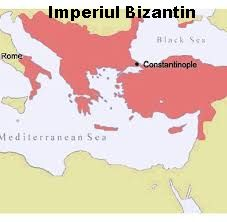 Imperiul Bizantin
Black Sea
Rome
Constantinople
Mediterranean Sea